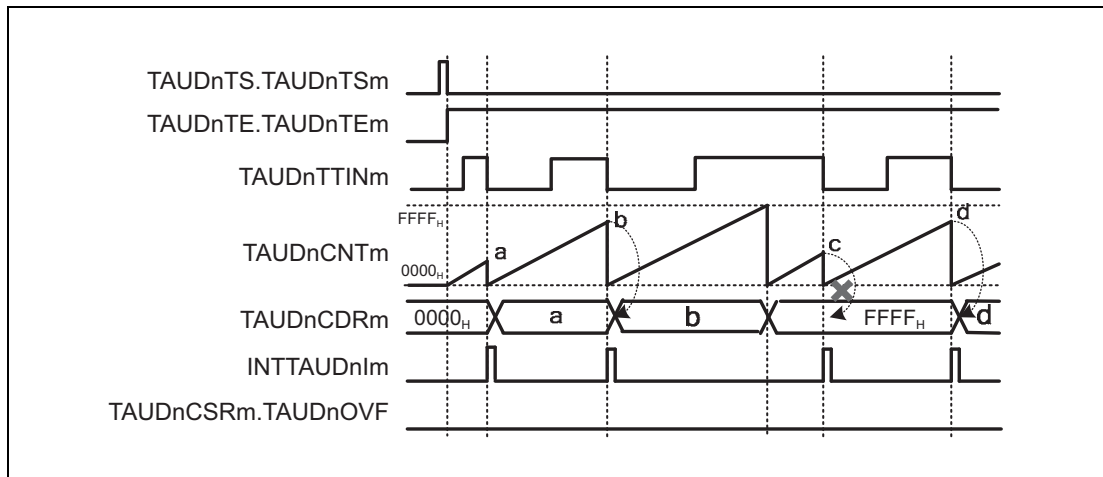 TAUDnTS.TAUDnTSm
TAUDnTE.TAUDnTEm
TAUDnTTINm
FFFFH
TAUDnCNTm
0000H
a
b
c
d
TAUDnCDRm
0000H
a
b
FFFFH
d
INTTAUDnIm
TAUDnCSRm.TAUDnOVF